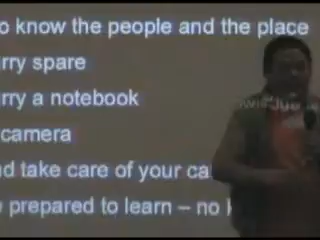 o know the people and the place
rry spare
rry a notebook
camera
d take care of your ca
prepared to learn – no